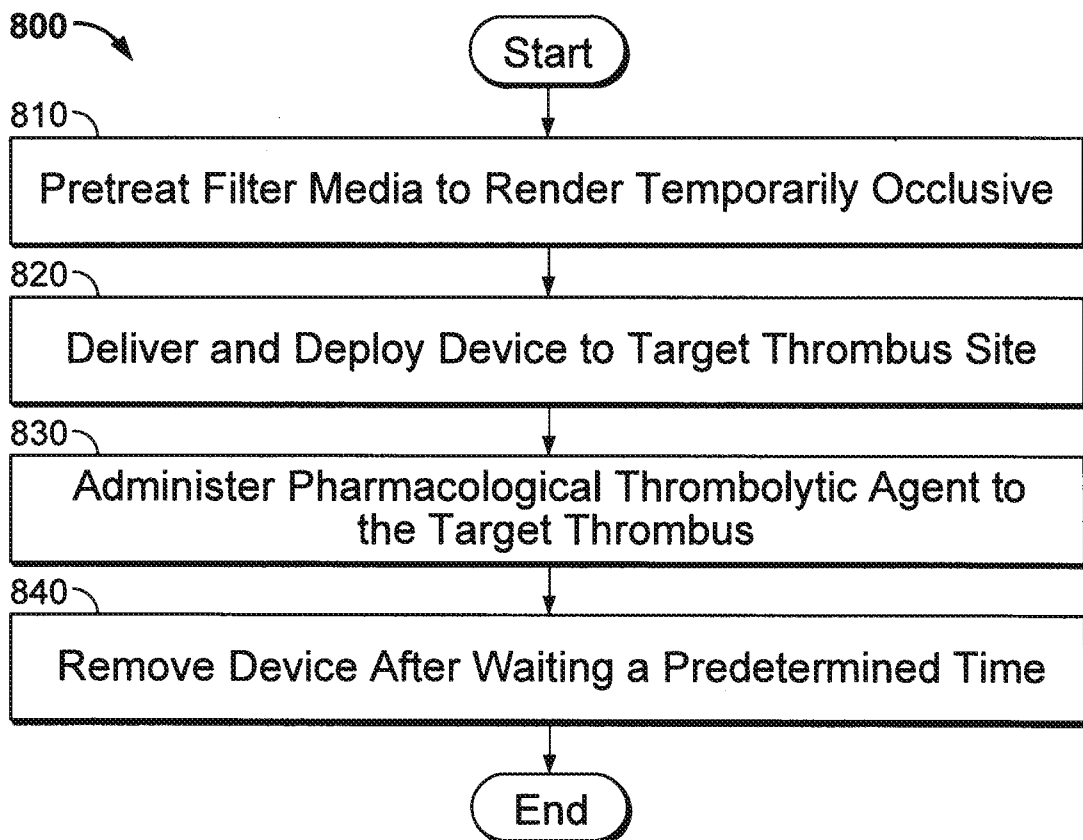 800
Start
810
Pretreat Filter Media to Render Temporarily Occlusive
820
Deliver and Deploy Device to Target Thrombus Site
830
Administer Pharmacological Thrombolytic Agent to
the Target Thrombus
840
Remove Device After Waiting a Predetermined Time
End